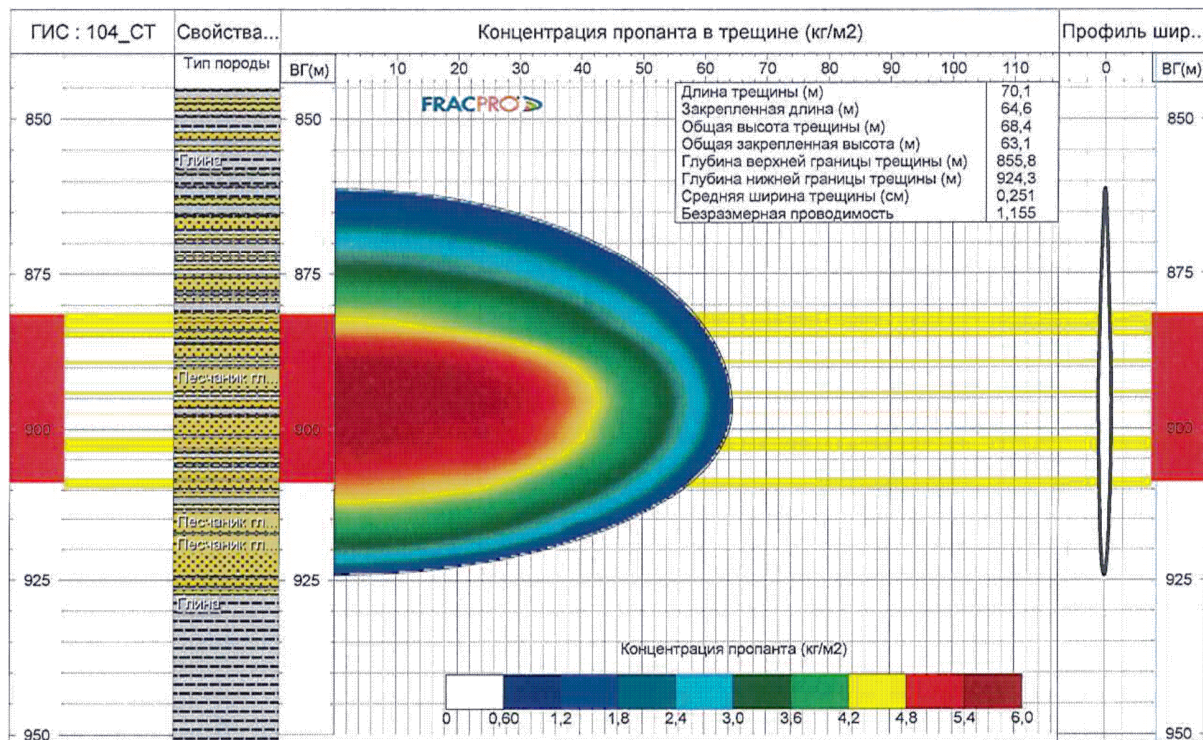 ГИС : 104_СТ
Свойства...
Концентрация пропанта в трещине (кг/м2)
Профиль шир..
Тип породы
ВГ(м)
10 20 30 40 50 60 70 80 90 100 110
0
ВГ(м)
FRACPRO
Длина трещины (м) 70,1
Закрепленная длина (м) 64,6
Общая высота трещины (м) 68,4
Общая закрепленная высота (м) 63,1
Глубина верхней границы трещины (м) 855,8
Глубина нижней границы трещины (м) 924,3
Средняя ширина трещины (см) 0,251
Безразмерная проводимость 1,155
850 850 850
Глина
875 875 875
Песчаник гл...
900 900 900
Песчаник гл...
Песчаник гл...
925 925 925
Глина
Концентрация пропанта (кг/м2)
0 0,60 1,2 1,8 2,4 3,0 3,6 4,2 4,8 5,4 6,0
950 950 950